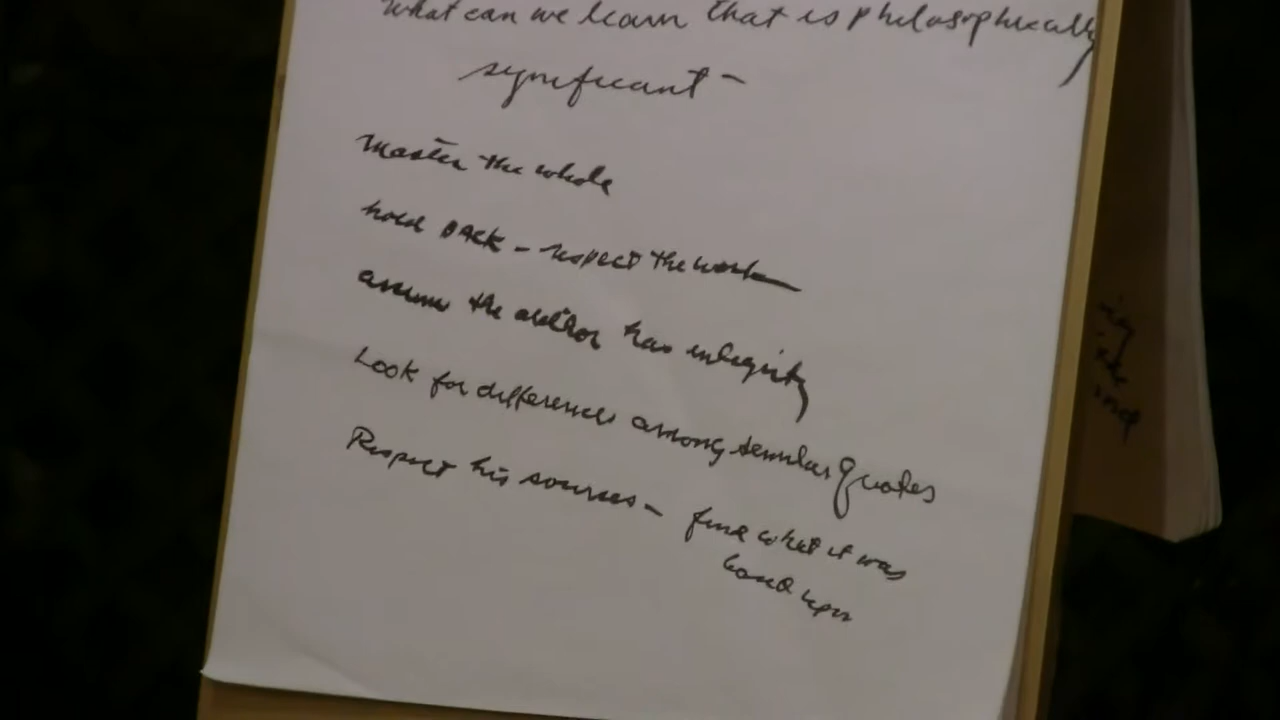 what can we learn that is philosophically
significant -
Master the whole
hold BACK - respect the work
assume the author has integrity
Look for differences among similar Quotes
Respect his sources - find what it was
based upon